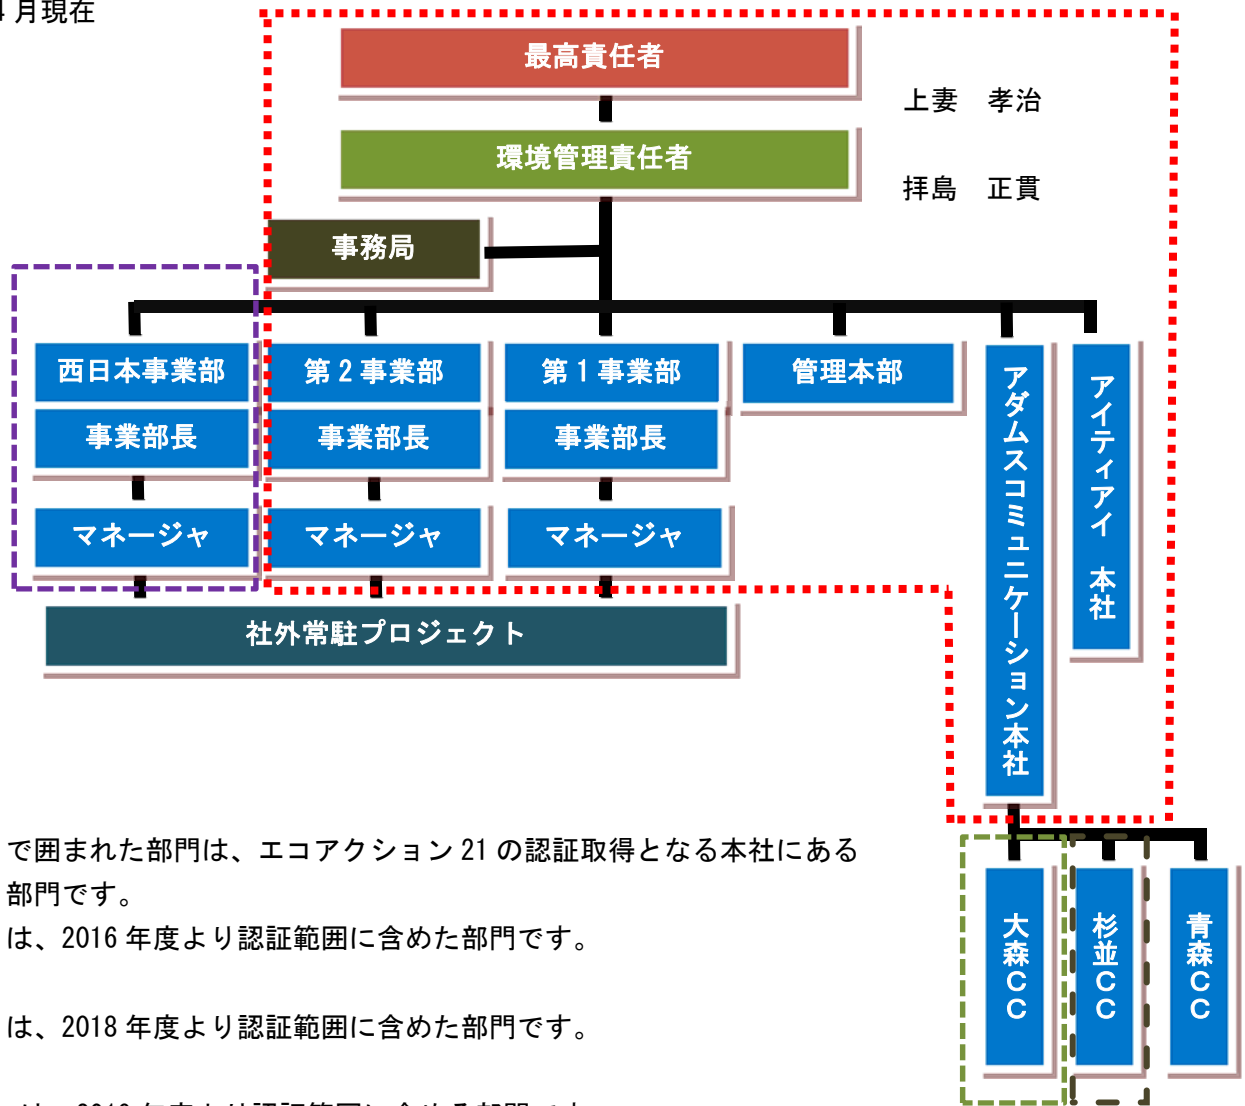 月現在
最高責任者
上妻　孝治
環境管理責任者
拝島　正貫
事務局
西日本事業部
第２事業部
第１事業部
管理本部
アダムスコミュニケーション本社
アイティアイ　本社
事業部長
事業部長
事業部長
マネージャ
マネージャ
マネージャ
社外常駐プロジェクト
で囲まれた部門は、エコアクション 21 の認証取得となる本社にある
部門です。
は、2016 年度より認証範囲に含めた部門です。
は、2018 年度より認証範囲に含めた部門です。
大森ＣＣ
杉並ＣＣ
青森ＣＣ